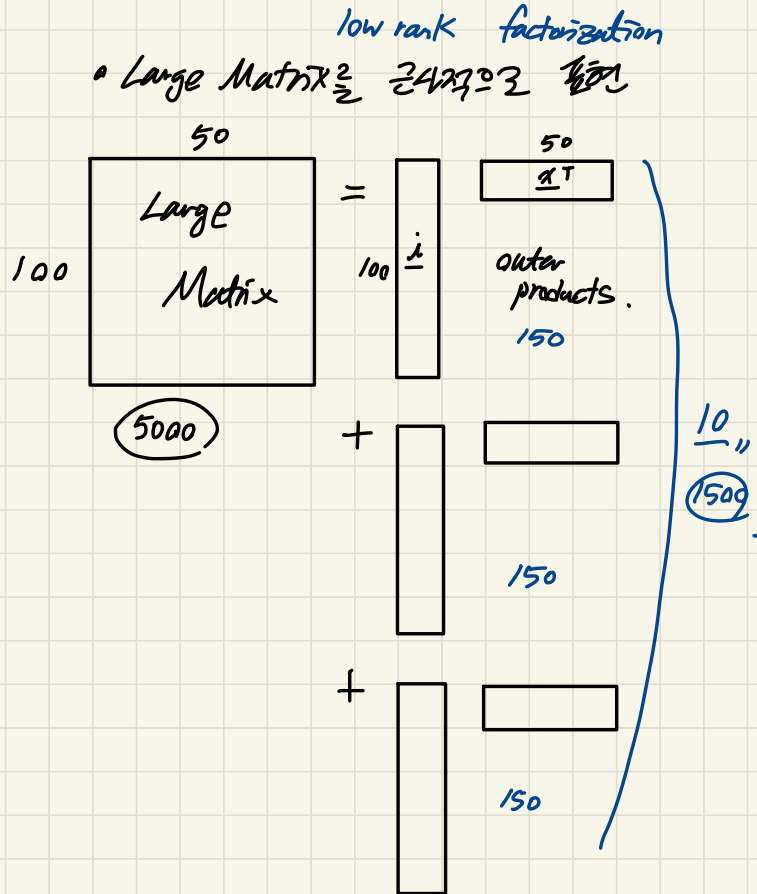 low rank factorization
• Large Matrix를 근사적으로 표현
50
50
Large
Matrix
100
=
100
i
x^T
outer
products.
150
5000
+
150
10
1500
+
150